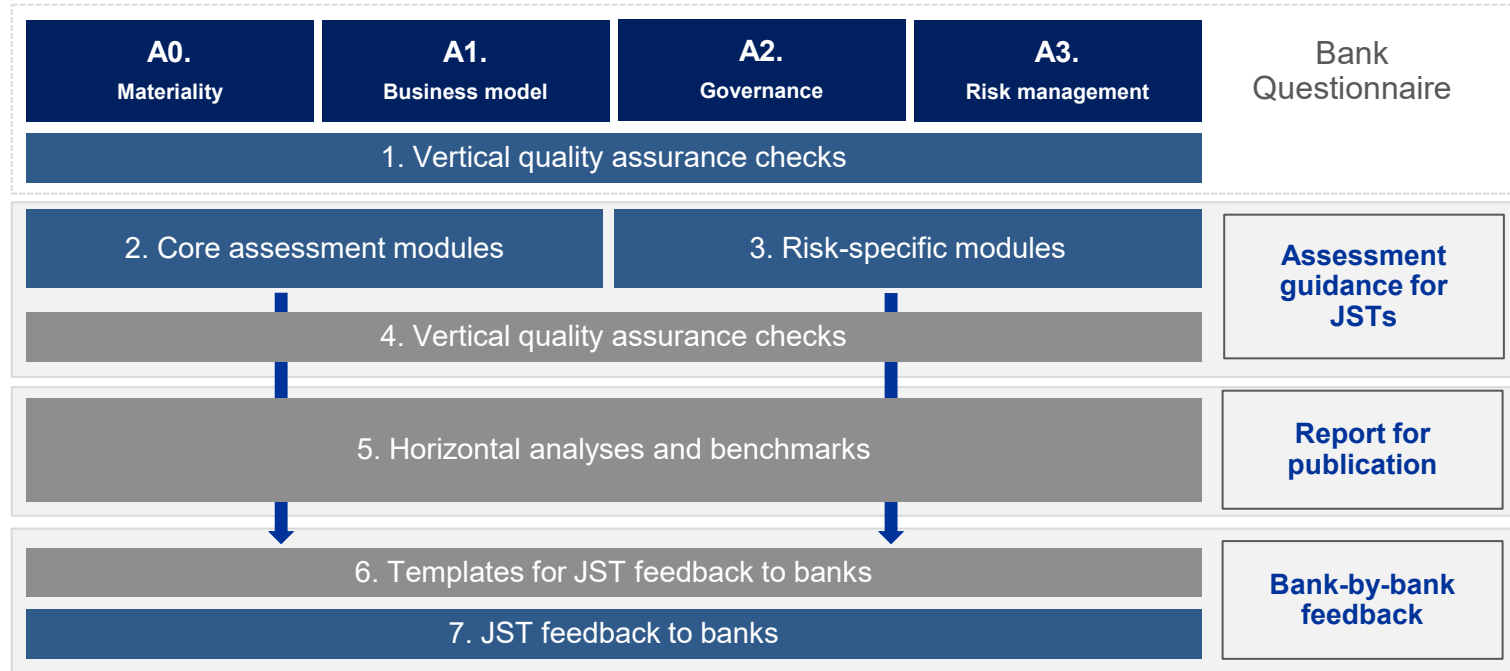 A0.
Materiality
A1.
Business model
A2.
Governance
A3.
Risk management
Bank
Questionnaire
1. Vertical quality assurance checks
2. Core assessment modules
3. Risk-specific modules
Assessment
guidance for
JSTs
4. Vertical quality assurance checks
5. Horizontal analyses and benchmarks
Report for
publication
6. Templates for JST feedback to banks
7. JST feedback to banks
Bank-by-bank
feedback